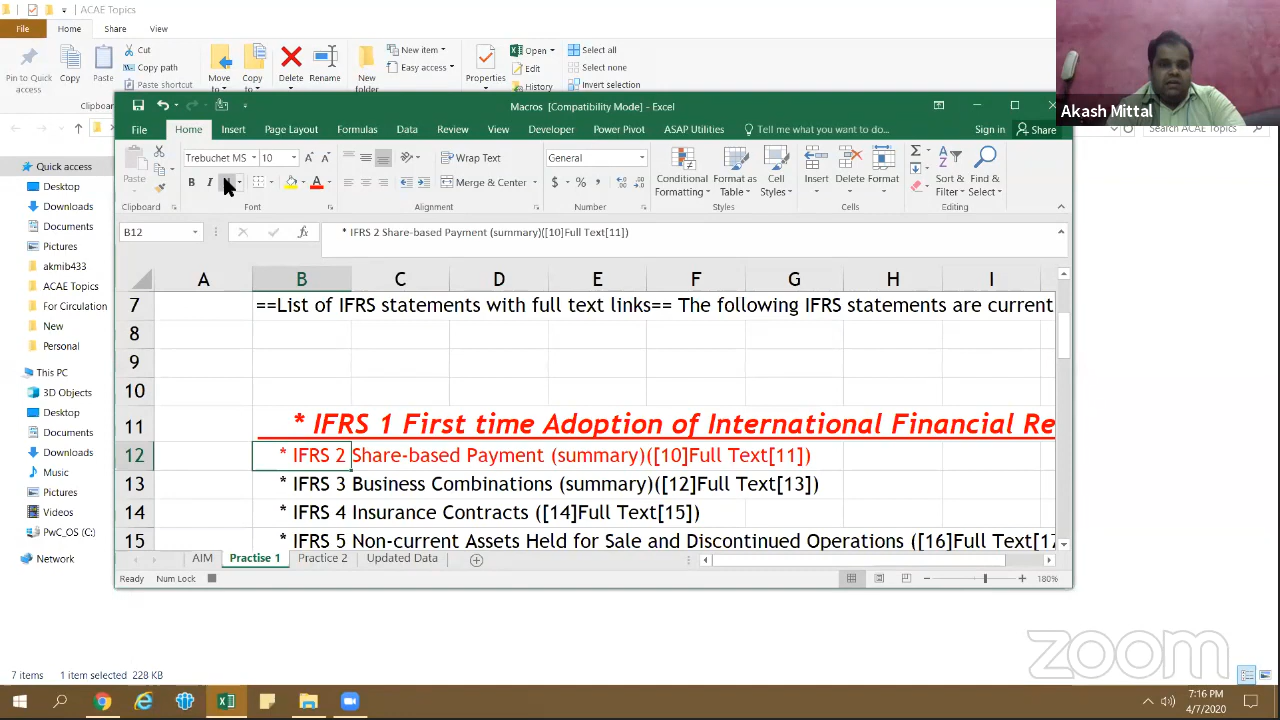 ACAE Topics
File Home Share View
Pin to Quick access
Copy
Paste
Cut
Copy path
Paste shortcut
Move
Copy
Delete
Rename
New folder
New item
Easy access
Properties
Open
Edit
History
Select all
Select none
Invert selection
Clipboard
Search ACAE Topics
Akash Mittal
Macros [Compatibility Mode] - Excel
File Home Insert Page Layout Formulas Data Review View Developer Power Pivot ASAP Utilities Tell me what you want to do... Sign in Share
Paste
Trebuchet MS 10
Wrap Text
General
Merge & Center
Conditional Formatting
Format as Table
Cell Styles
Insert Delete Format
Sort & Filter
Find & Select
Clipboard Font Alignment Number Styles Cells Editing
B12
* IFRS 2 Share-based Payment (summary)([10]Full Text[11])
A B C D E F G H I
7 ==List of IFRS statements with full text links== The following IFRS statements are current
8
9
10
11 * IFRS 1 First time Adoption of International Financial Re
12 * IFRS 2 Share-based Payment (summary)([10]Full Text[11])
13 * IFRS 3 Business Combinations (summary)([12]Full Text[13])
14 * IFRS 4 Insurance Contracts ([14]Full Text[15])
15 * IFRS 5 Non-current Assets Held for Sale and Discontinued Operations ([16]Full Text[17
AIM Practise 1 Practice 2 Updated Data
Ready Num Lock
180%
Quick access
Desktop
Downloads
Documents
Pictures
akmib433
ACAE Topics
For Circulation
New
Personal
This PC
3D Objects
Desktop
Documents
Downloads
Music
Pictures
Videos
PwC_OS (C:)
Network
7 items 1 item selected 228 KB
zoom
7:16 PM
4/7/2020